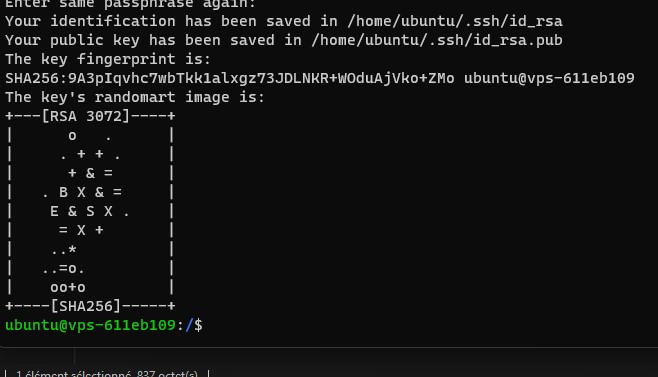 Enter same passphrase again:
Your identification has been saved in /home/ubuntu/.ssh/id_rsa
Your public key has been saved in /home/ubuntu/.ssh/id_rsa.pub
The key fingerprint is:
SHA256:9A3pIqvhc7wbTkk1alxgz73JDLNKR+WOduAjVko+ZMo ubuntu@vps-611eb109
The key's randomart image is:
+---[RSA 3072]----+
|      o   .      |
|     . + + .     |
|      + & =      |
|   . B X & =     |
|    E & S X .    |
|     = X +       |
|    ..*          |
|   ..=o.         |
|    oo+o         |
+----[SHA256]-----+
ubuntu@vps-611eb109:/$
1 élément sélectionné  837 octet(s)